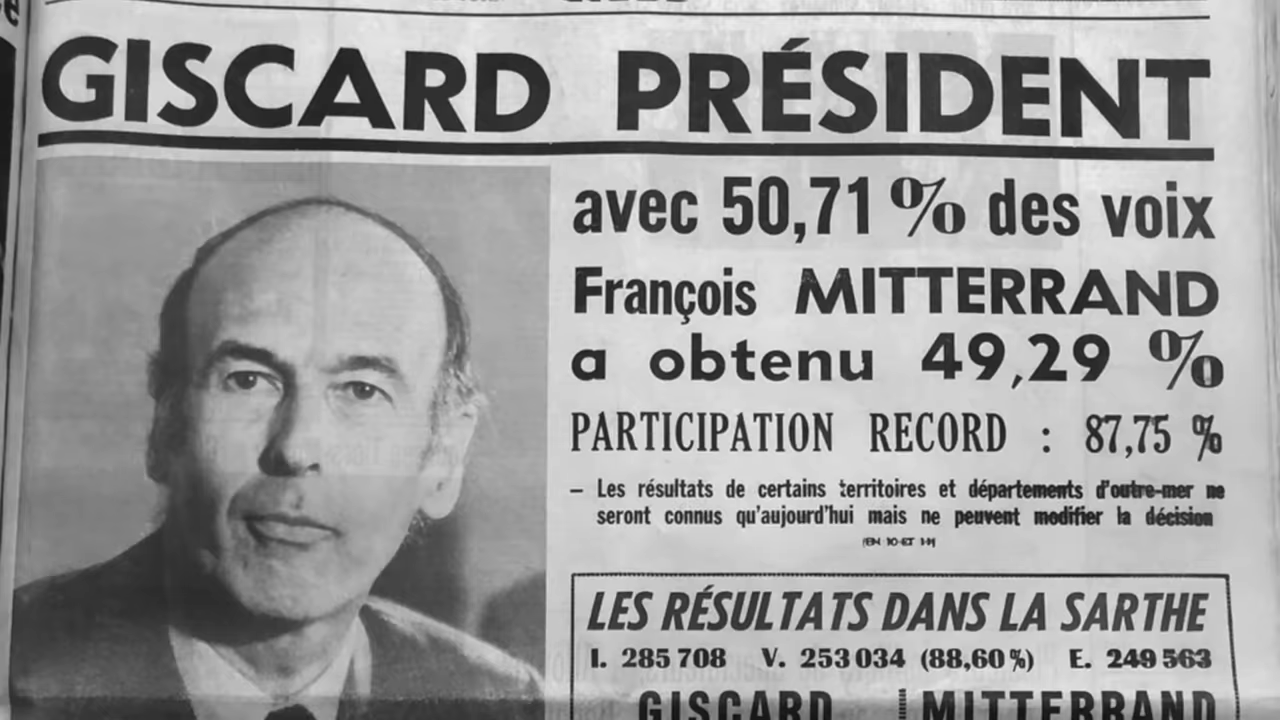 GISCARD PRÉSIDENT
avec 50,71 % des voix
François MITTERRAND
a obtenu 49,29 %
PARTICIPATION RECORD : 87,75 %
– Les résultats de certains territoires et départements d'outre-mer ne
seront connus qu'aujourd'hui mais ne peuvent modifier la décision
LES RÉSULTATS DANS LA SARTHE
I. 285 708 V. 253 034 (88,60 %) E. 249 563
GISCARD MITTERRAND